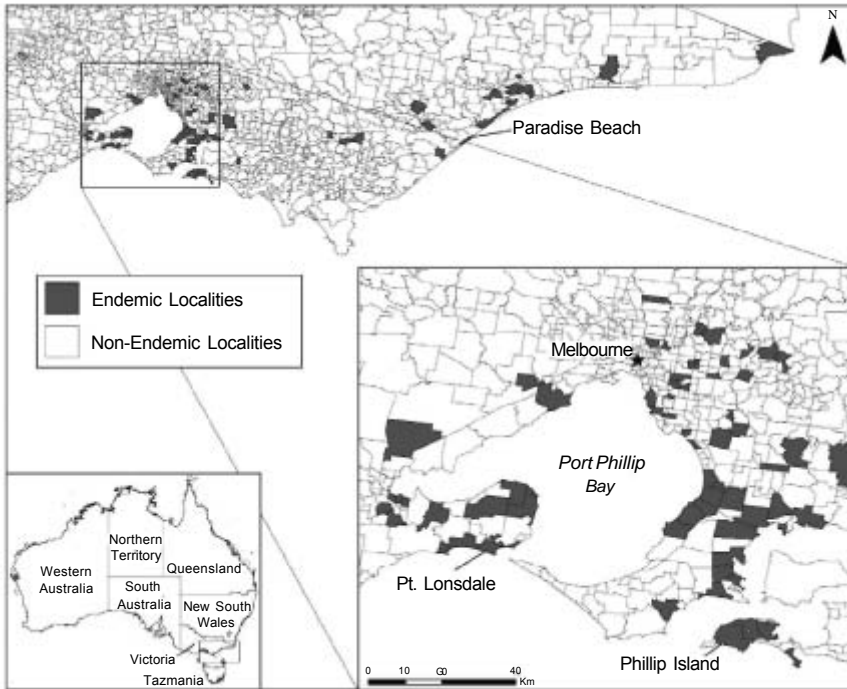 N
Paradise Beach
Endemic Localities
Non-Endemic Localities
Melbourne
Port Phillip
Bay
Pt. Lonsdale
Phillip Island
0 10 G0 40
Km
Northern
Territory
Western
Australia
Queensland
South
Australia
New South
Wales
Victoria
Tazmania